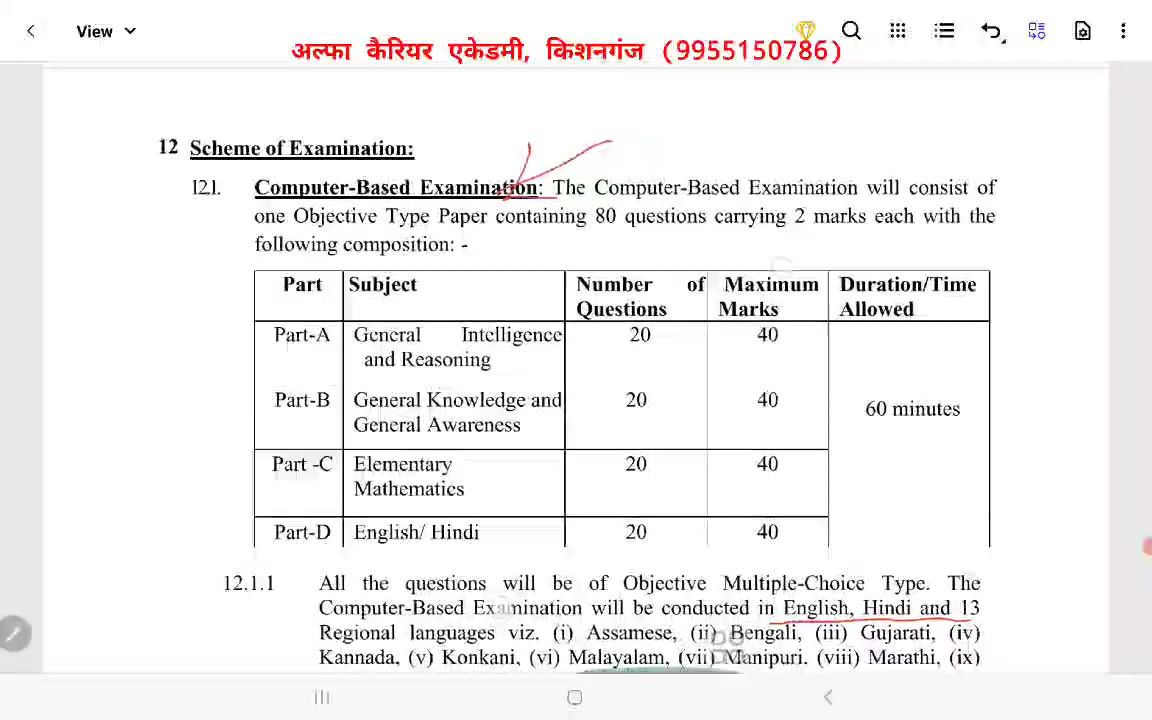 View
अल्फा कैरियर एकेडमी, किशनगंज (9955150786)
12 Scheme of Examination:
12.1. Computer-Based Examination: The Computer-Based Examination will consist of
one Objective Type Paper containing 80 questions carrying 2 marks each with the
following composition: -
Part Subject Number of Questions Maximum Marks Duration/Time Allowed
Part-A General Intelligence and Reasoning 20 40 60 minutes
Part-B General Knowledge and General Awareness 20 40
Part -C Elementary Mathematics 20 40
Part-D English/ Hindi 20 40
12.1.1 All the questions will be of Objective Multiple-Choice Type. The
Computer-Based Examination will be conducted in English, Hindi and 13
Regional languages viz. (i) Assamese, (ii) Bengali, (iii) Gujarati, (iv)
Kannada, (v) Konkani, (vi) Malayalam, (vii) Manipuri, (viii) Marathi, (ix)